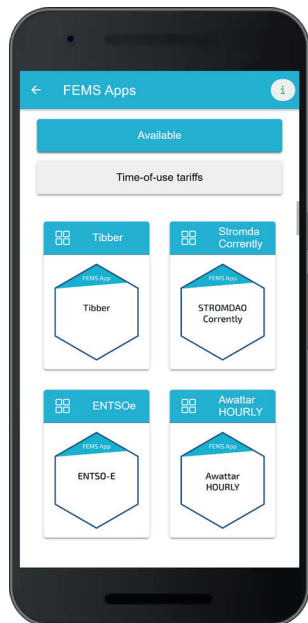 FEMS Apps
i
Available
Time-of-use tariffs
Tibber
FEMS App
Tibber
Stromda
Corrently
FEMS App
STROMDAO
Corrently
ENTSOe
FEMS App
ENTSO-E
Awattar
HOURLY
FEMS App
Awattar
HOURLY